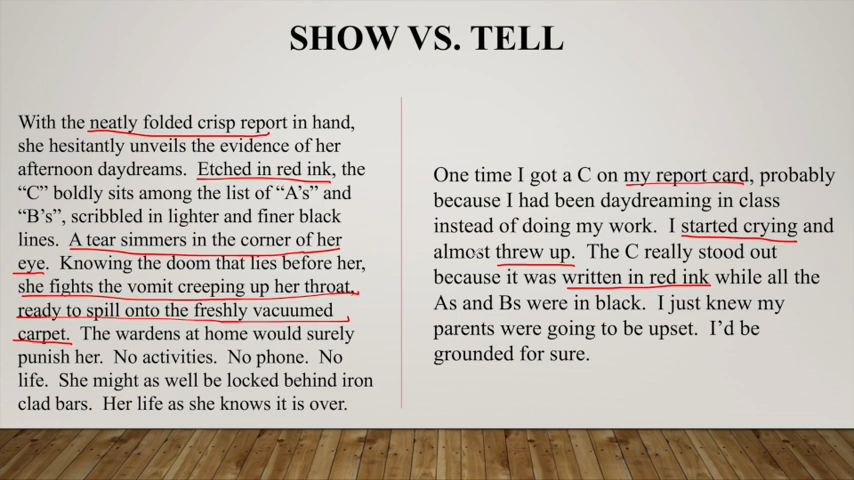 SHOW VS. TELL
With the neatly folded crisp report in hand,
she hesitantly unveils the evidence of her
afternoon daydreams.  Etched in red ink, the
“C” boldly sits among the list of “A’s” and
“B’s”, scribbled in lighter and finer black
lines.  A tear simmers in the corner of her
eye.  Knowing the doom that lies before her,
she fights the vomit creeping up her throat,
ready to spill onto the freshly vacuumed
carpet.  The wardens at home would surely
punish her.  No activities.  No phone.  No
life.  She might as well be locked behind iron
clad bars.  Her life as she knows it is over.
One time I got a C on my report card, probably
because I had been daydreaming in class
instead of doing my work.  I started crying and
almost threw up.  The C really stood out
because it was written in red ink while all the
As and Bs were in black.  I just knew my
parents were going to be upset.  I’d be
grounded for sure.